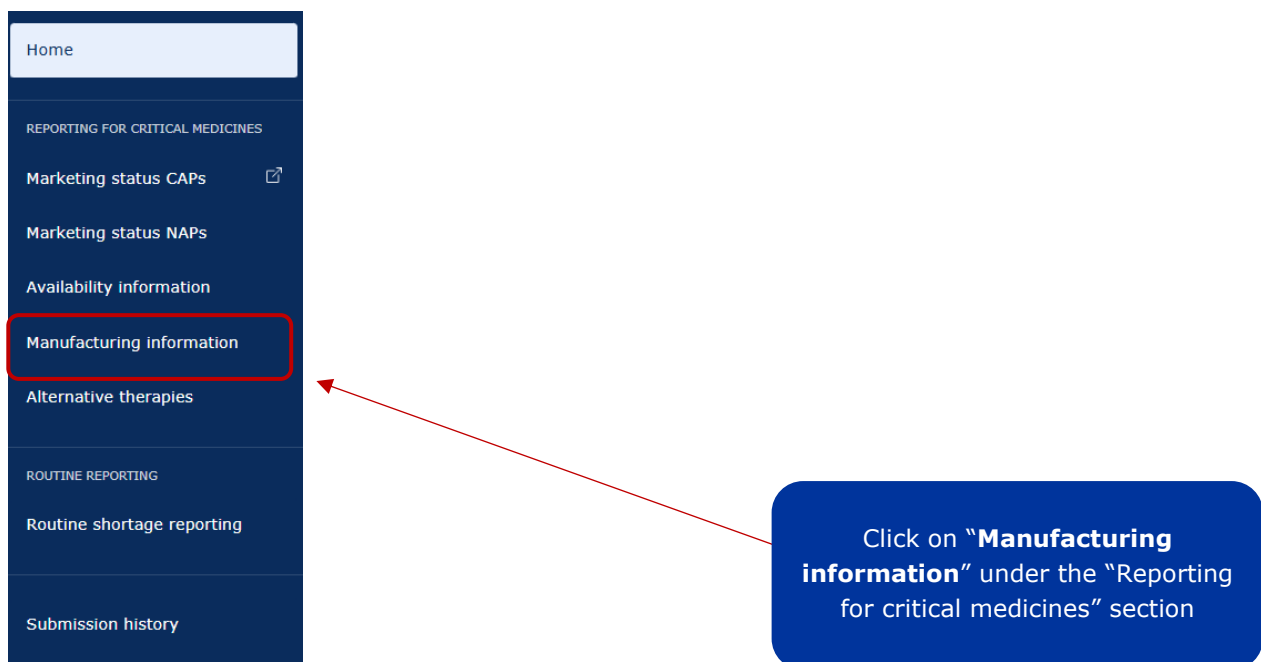 Home
REPORTING FOR CRITICAL MEDICINES
Marketing status CAPs
Marketing status NAPs
Availability information
Manufacturing information
Alternative therapies
ROUTINE REPORTING
Routine shortage reporting
Submission history
Click on “Manufacturing
information” under the “Reporting
for critical medicines” section